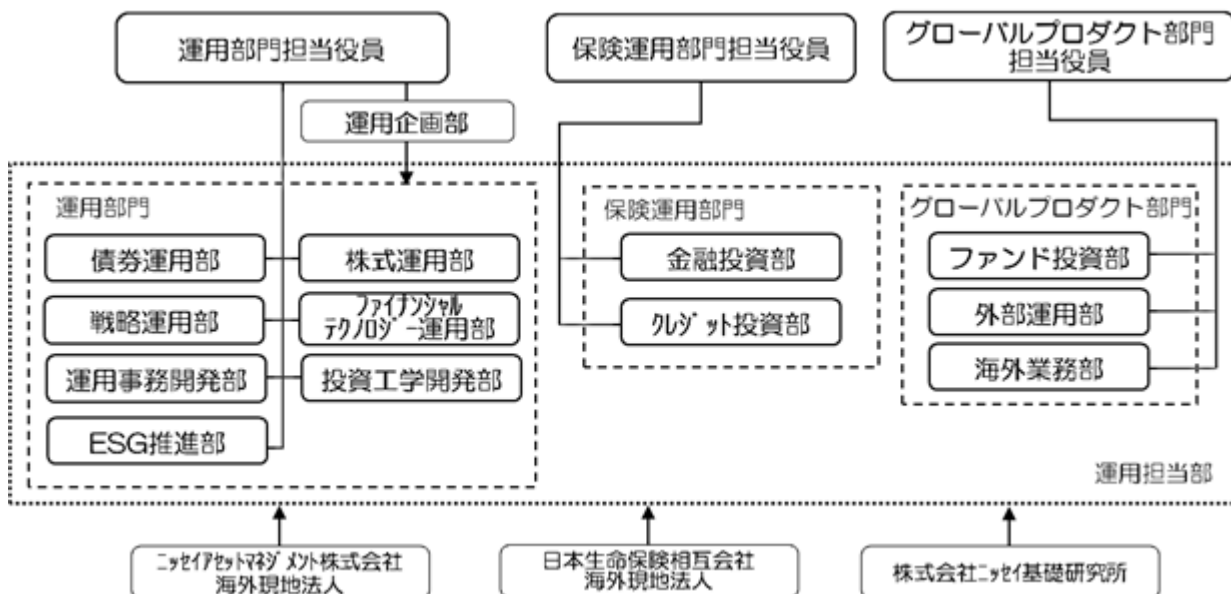 運用部門担当役員
保険運用部門担当役員
グローバルプロダクト部門
担当役員
運用企画部
運用部門
債券運用部
株式運用部
戦略運用部
ファイナンシャル
テクノロジー運用部
運用事務開発部
投資工学開発部
ESG推進部
保険運用部門
金融投資部
クレジット投資部
グローバルプロダクト部門
ファンド投資部
外部運用部
海外業務部
運用担当部
ニッセイアセットマネジメント株式会社
海外現地法人
日本生命保険相互会社
海外現地法人
株式会社ニッセイ基礎研究所